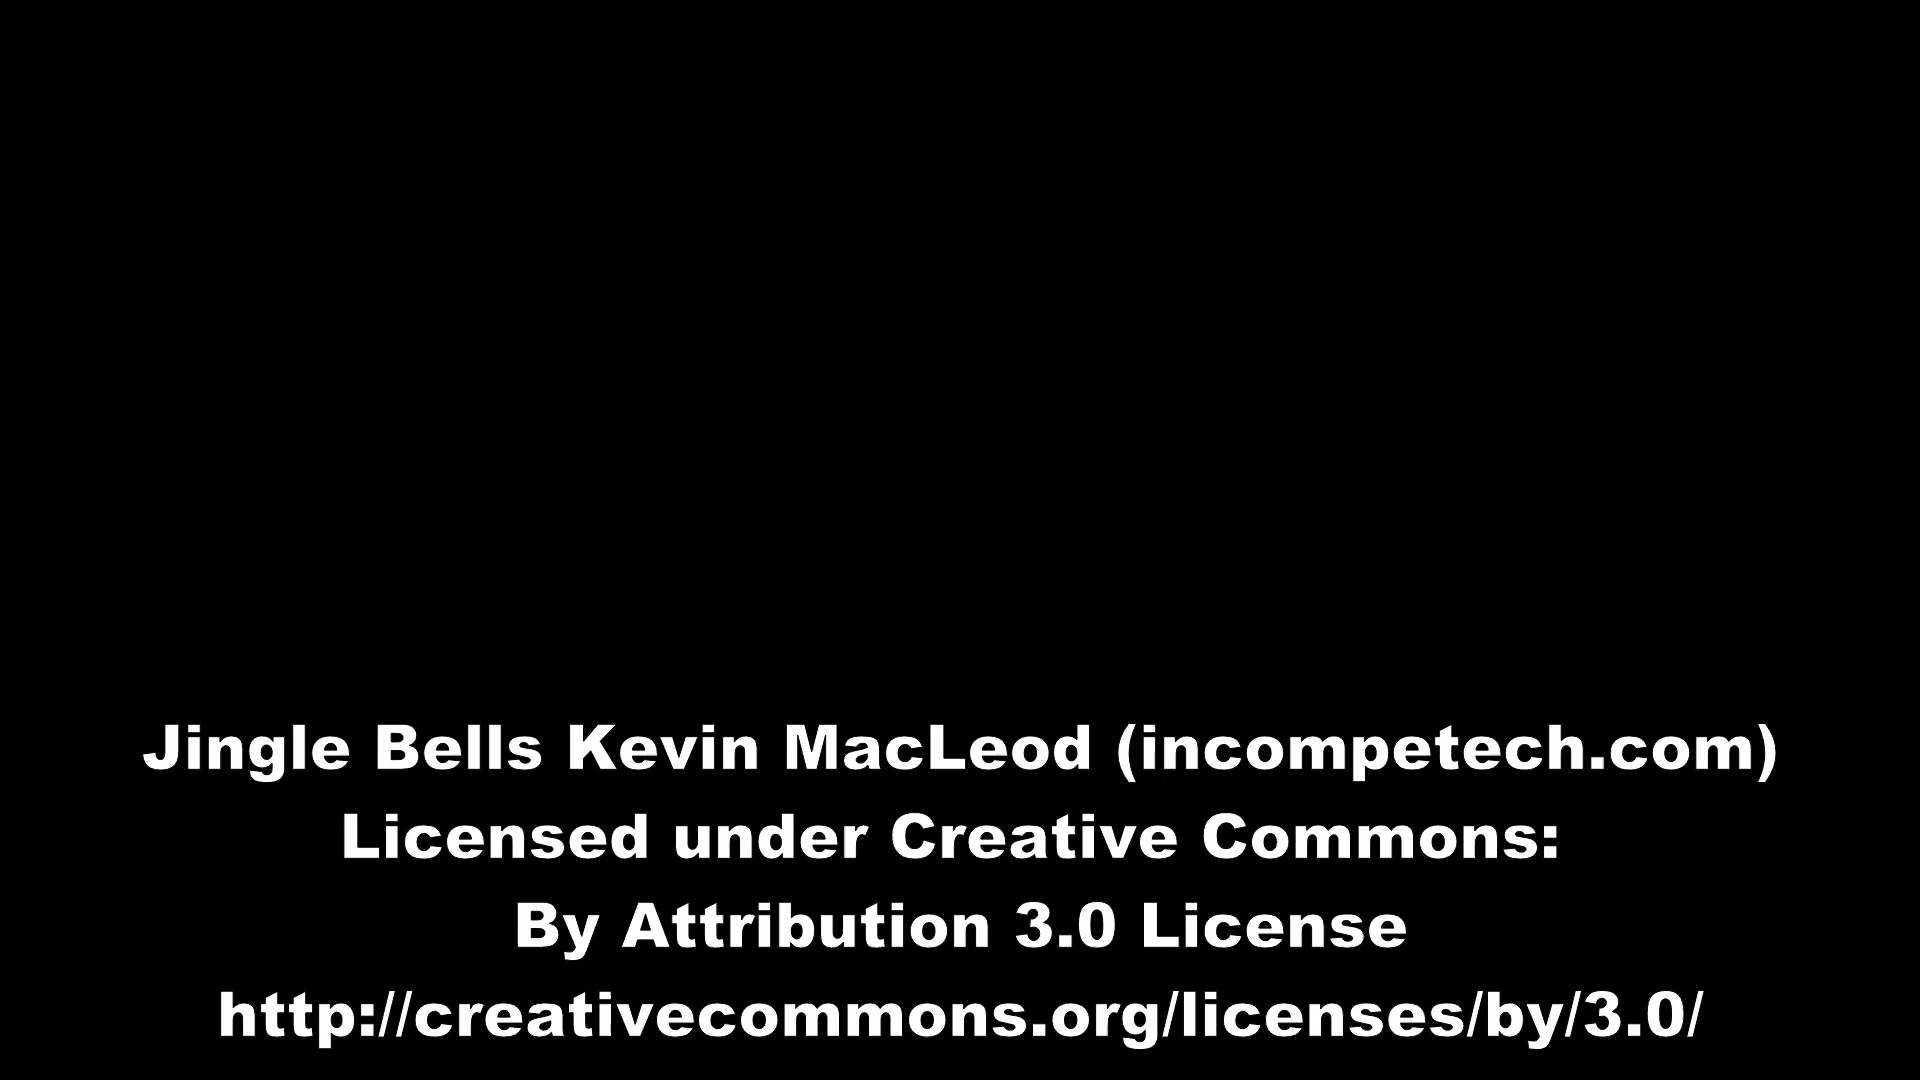 Jingle Bells Kevin MacLeod (incompetech.com)
Licensed under Creative Commons:
By Attribution 3.0 License
http://creativecommons.org/licenses/by/3.0/